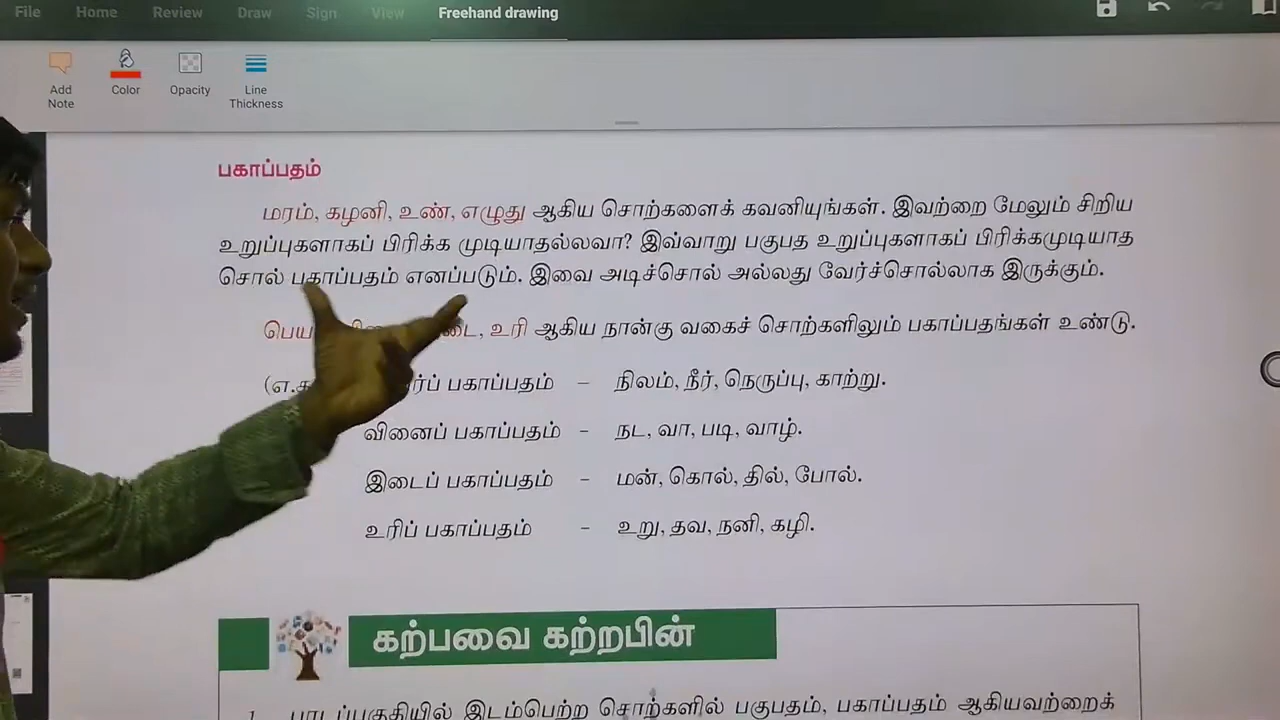 File Home Review Draw Sign View Freehand drawing
Add Note
Color
Opacity
Line Thickness
பகாப்பதம்
மரம், கழனி, உண், எழுது ஆகிய சொற்களைக் கவனியுங்கள். இவற்றை மேலும் சிறிய
உறுப்புகளாகப் பிரிக்க முடியாதல்லவா? இவ்வாறு பகுபத உறுப்புகளாகப் பிரிக்கமுடியாத
சொல் பகாப்பதம் எனப்படும். இவை அடிச்சொல் அல்லது வேர்ச்சொல்லாக இருக்கும்.
உரி ஆகிய நான்கு வகைச் சொற்களிலும் பகாப்பதங்கள் உண்டு.
பகாப்பதம் – நிலம், நீர், நெருப்பு, காற்று.
வினைப் பகாப்பதம் – நட, வா, படி, வாழ்.
இடைப் பகாப்பதம் – மன், கொல், தில், போல்.
உரிப் பகாப்பதம் – உறு, தவ, நனி, கழி.
கற்பவை கற்றபின்
1. பாடப்பகுதியில் இடம்பெற்ற சொற்களில் பகுபதம், பகாப்பதம் ஆகியவற்றைக்